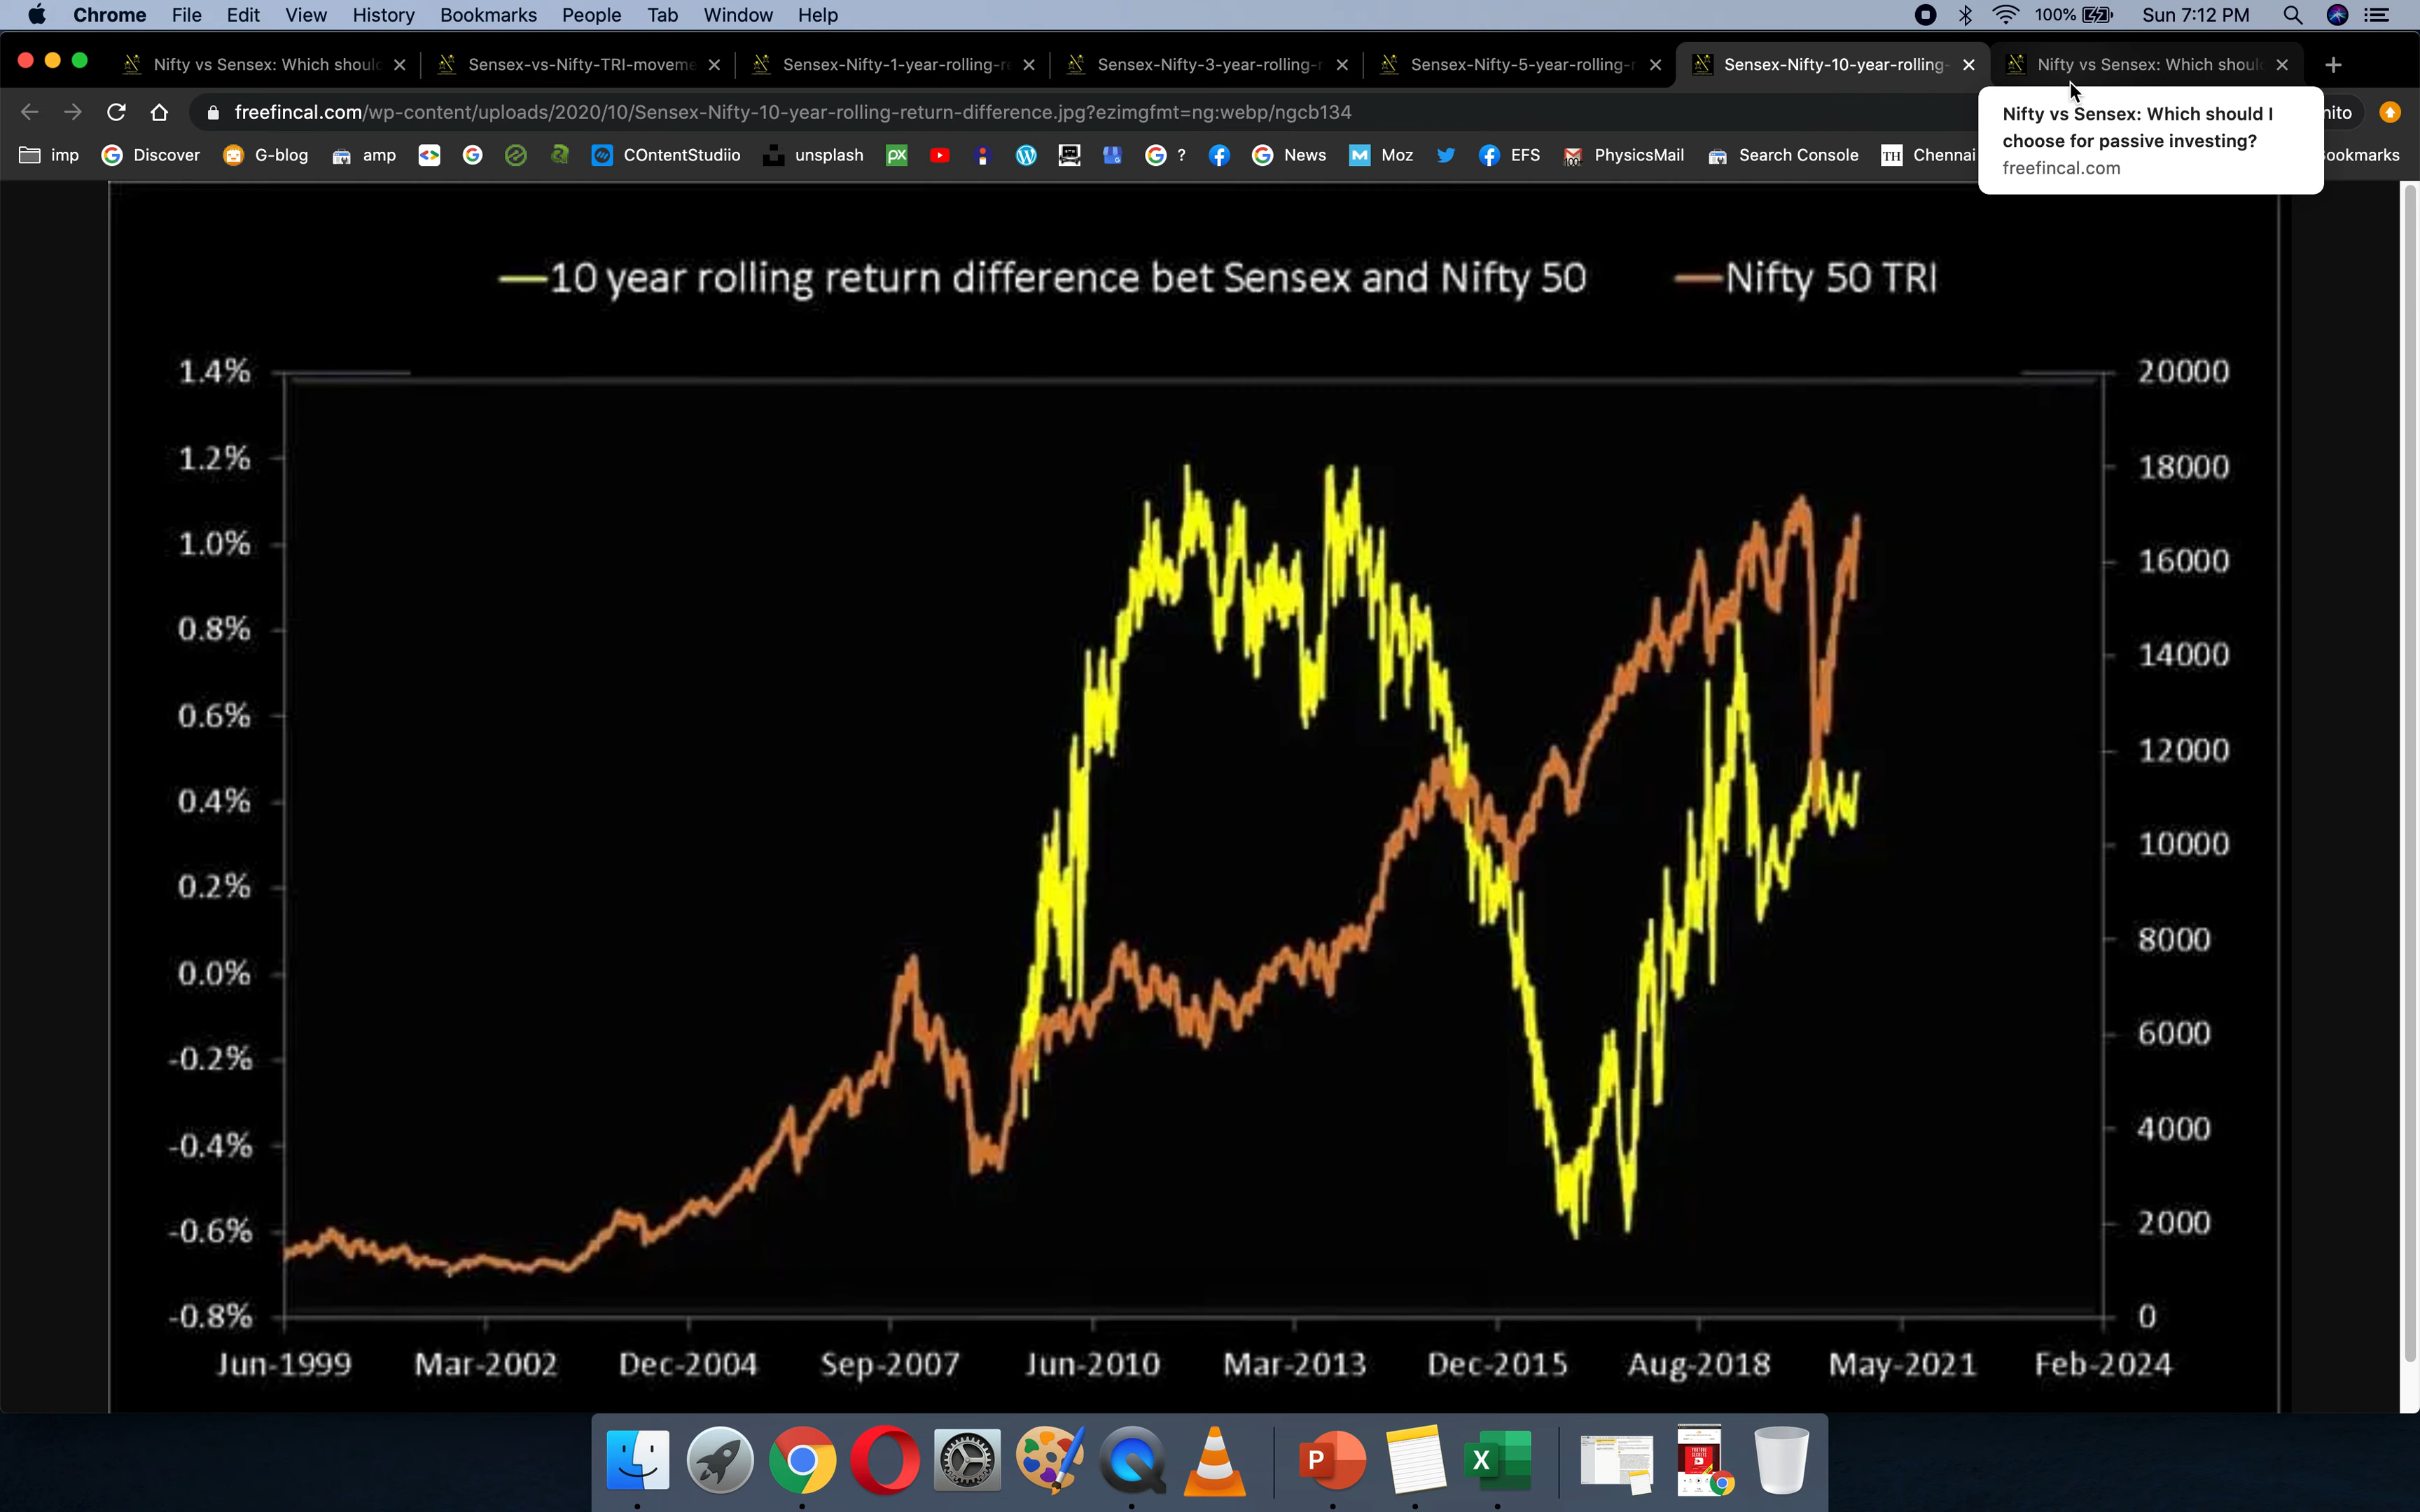 Chrome File Edit View History Bookmarks People Tab Window Help 100% Sun 7:12 PM
Nifty vs Sensex: Which shoul Sensex-vs-Nifty-TRI-moveme Sensex-Nifty-1-year-rolling-r Sensex-Nifty-3-year-rolling-r Sensex-Nifty-5-year-rolling-r Sensex-Nifty-10-year-rolling- Nifty vs Sensex: Which shoul
freefincal.com/wp-content/uploads/2020/10/Sensex-Nifty-10-year-rolling-return-difference.jpg?ezimgfmt=ng:webp/ngcb134
imp Discover G-blog amp COntentStudiio unsplash ? News Moz EFS PhysicsMail Search Console TH Chennai
Nifty vs Sensex: Which should I
choose for passive investing?
freefincal.com
10 year rolling return difference bet Sensex and Nifty 50 Nifty 50 TRI
1.4% 20000
1.2% 18000
1.0% 16000
0.8% 14000
0.6% 12000
0.4% 10000
0.2% 8000
0.0% 6000
-0.2% 4000
-0.4% 2000
-0.6% 0
-0.8%
Jun-1999 Mar-2002 Dec-2004 Sep-2007 Jun-2010 Mar-2013 Dec-2015 Aug-2018 May-2021 Feb-2024